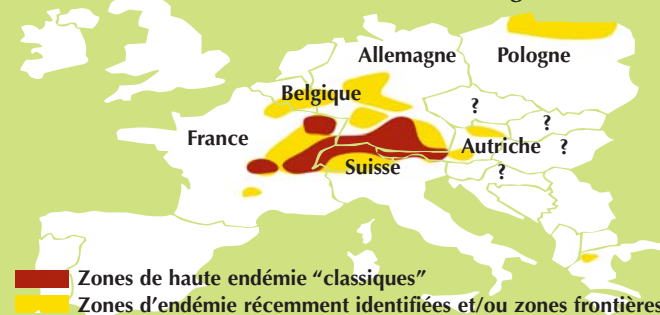 Allemagne
Pologne
Belgique
?
?
France
Autriche
?
Suisse
?
Zones de haute endémie “classiques”
Zones d’endémie récemment identifiées et/ou zones frontières